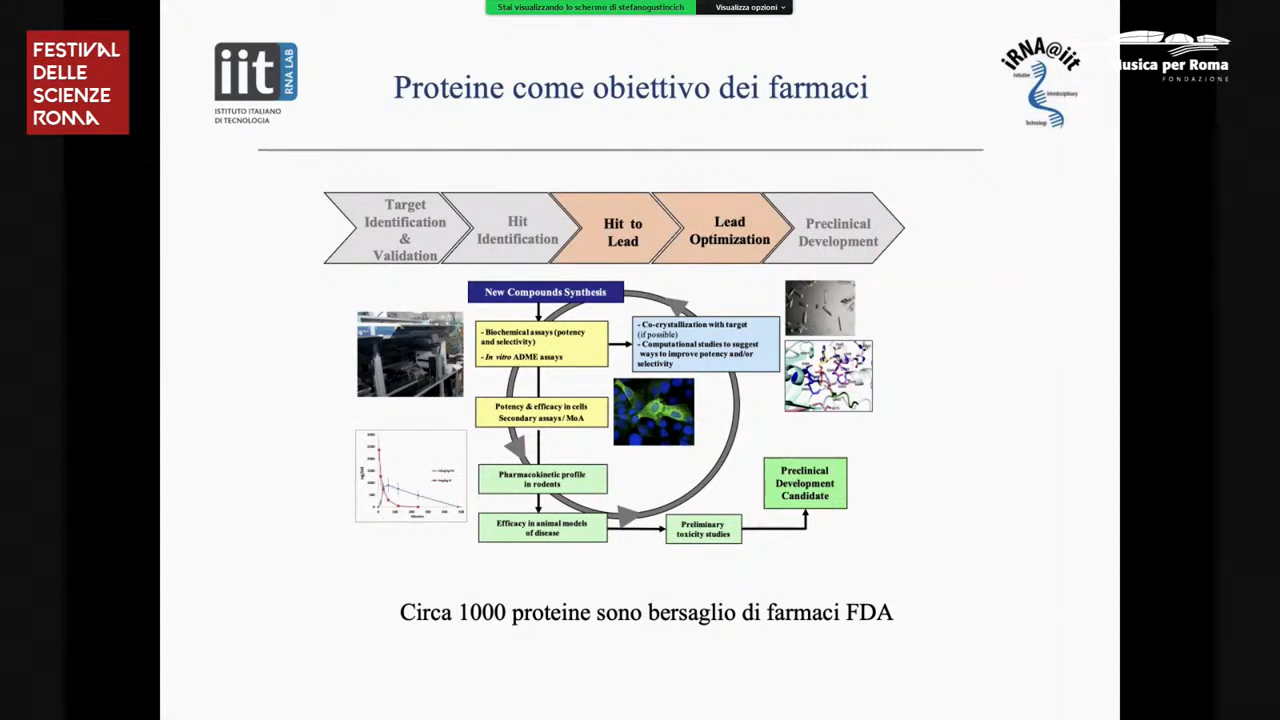 Stai visualizzando lo schermo di stefanogustincich
Visualizza opzioni
FESTIVAL
DELLE
SCIENZE
ROMA
iit
RNA LAB
ISTITUTO ITALIANO
DI TECNOLOGIA
Proteine come obiettivo dei farmaci
iRNA@iit
Initiative
Interdisciplinary
Technology
Musica per Roma
FONDAZIONE
Target
Identification
&
Validation
Hit
Identification
Hit to
Lead
Lead
Optimization
Preclinical
Development
New Compounds Synthesis
- Biochemical assays (potency
and selectivity)
- In vitro ADME assays
- Co-crystallization with target
(if possible)
- Computational studies to suggest
ways to improve potency and/or
selectivity
Potency & efficacy in cells
Secondary assays / MoA
Pharmacokinetic profile
in rodents
Efficacy in animal models
of disease
Preliminary
toxicity studies
Preclinical
Development
Candidate
Circa 1000 proteine sono bersaglio di farmaci FDA